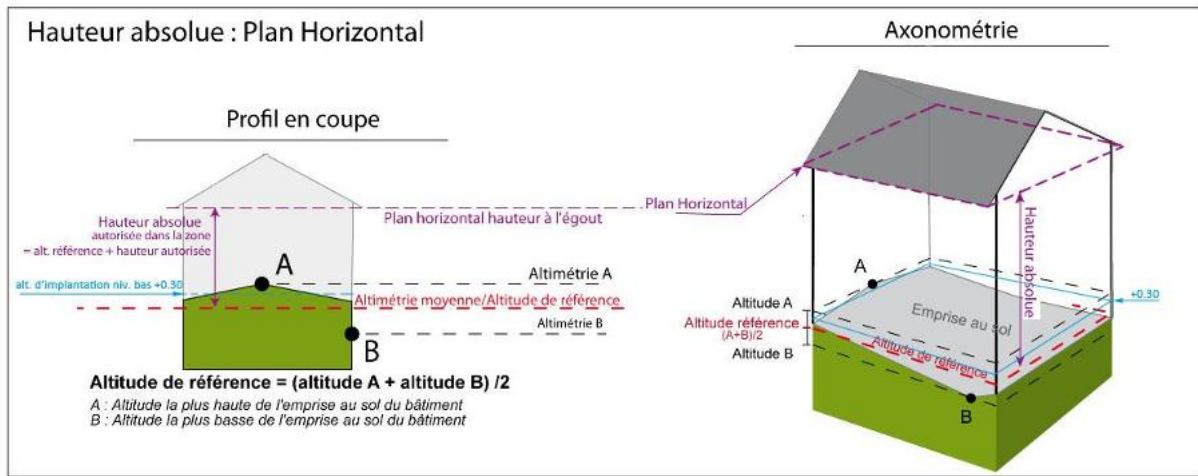 Hauteur absolue : Plan Horizontal
Profil en coupe
Hauteur absolue
autorisée dans la zone
= alt. référence + hauteur autorisée
Plan horizontal hauteur à l'égout
A
Altimétrie A
alt. d'implantation niv. bas +0.30
Altimétrie moyenne/Altitude de référence
B
Altimétrie B
Altitude de référence = (altitude A + altitude B) /2
A : Altitude la plus haute de l'emprise au sol du bâtiment
B : Altitude la plus basse de l'emprise au sol du bâtiment
Axonométrie
Plan Horizontal
Hauteur absolue
A
+0.30
Altitude A
Emprise au sol
Altitude référence
(A+B)/2
Altitude de référence
Altitude B
B